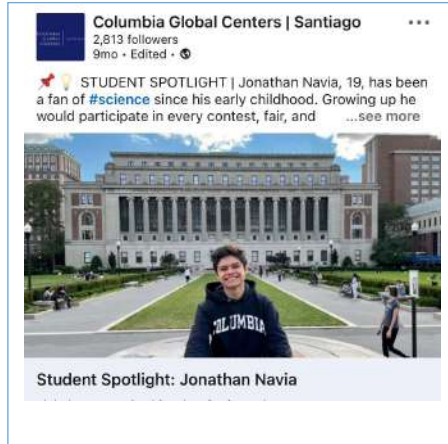 Columbia Global Centers | Santiago
2,813 followers
9mo • Edited •
📌 💡 STUDENT SPOTLIGHT | Jonathan Navia, 19, has been
a fan of #science since his early childhood. Growing up he
would participate in every contest, fair, and ...see more
COLUMBIA
Student Spotlight: Jonathan Navia